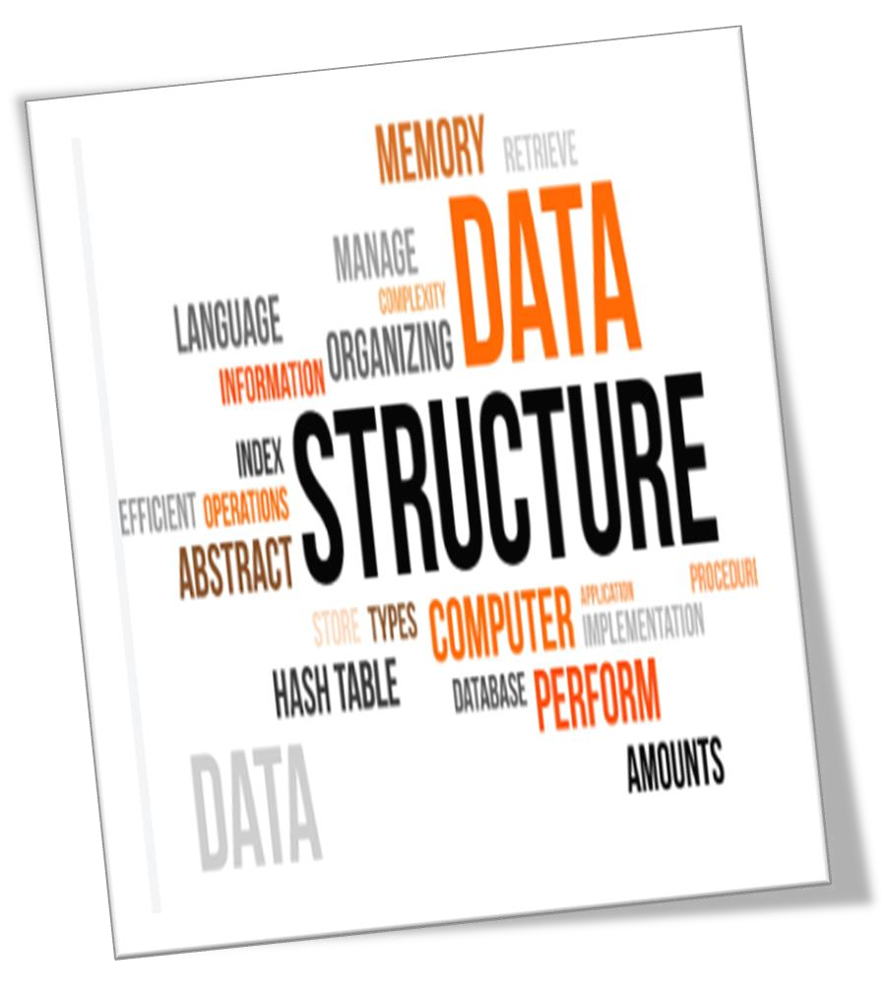 MEMORY RETRIEVE
DATA
MANAGE
COMPLEXITY
LANGUAGE
ORGANIZING
INFORMATION
STRUCTURE
INDEX
EFFICIENT OPERATIONS
ABSTRACT
PROCEDURI
APPLICATION
STORE TYPES COMPUTER IMPLEMENTATION
HASH TABLE DATABASE PERFORM
AMOUNTS
DATA